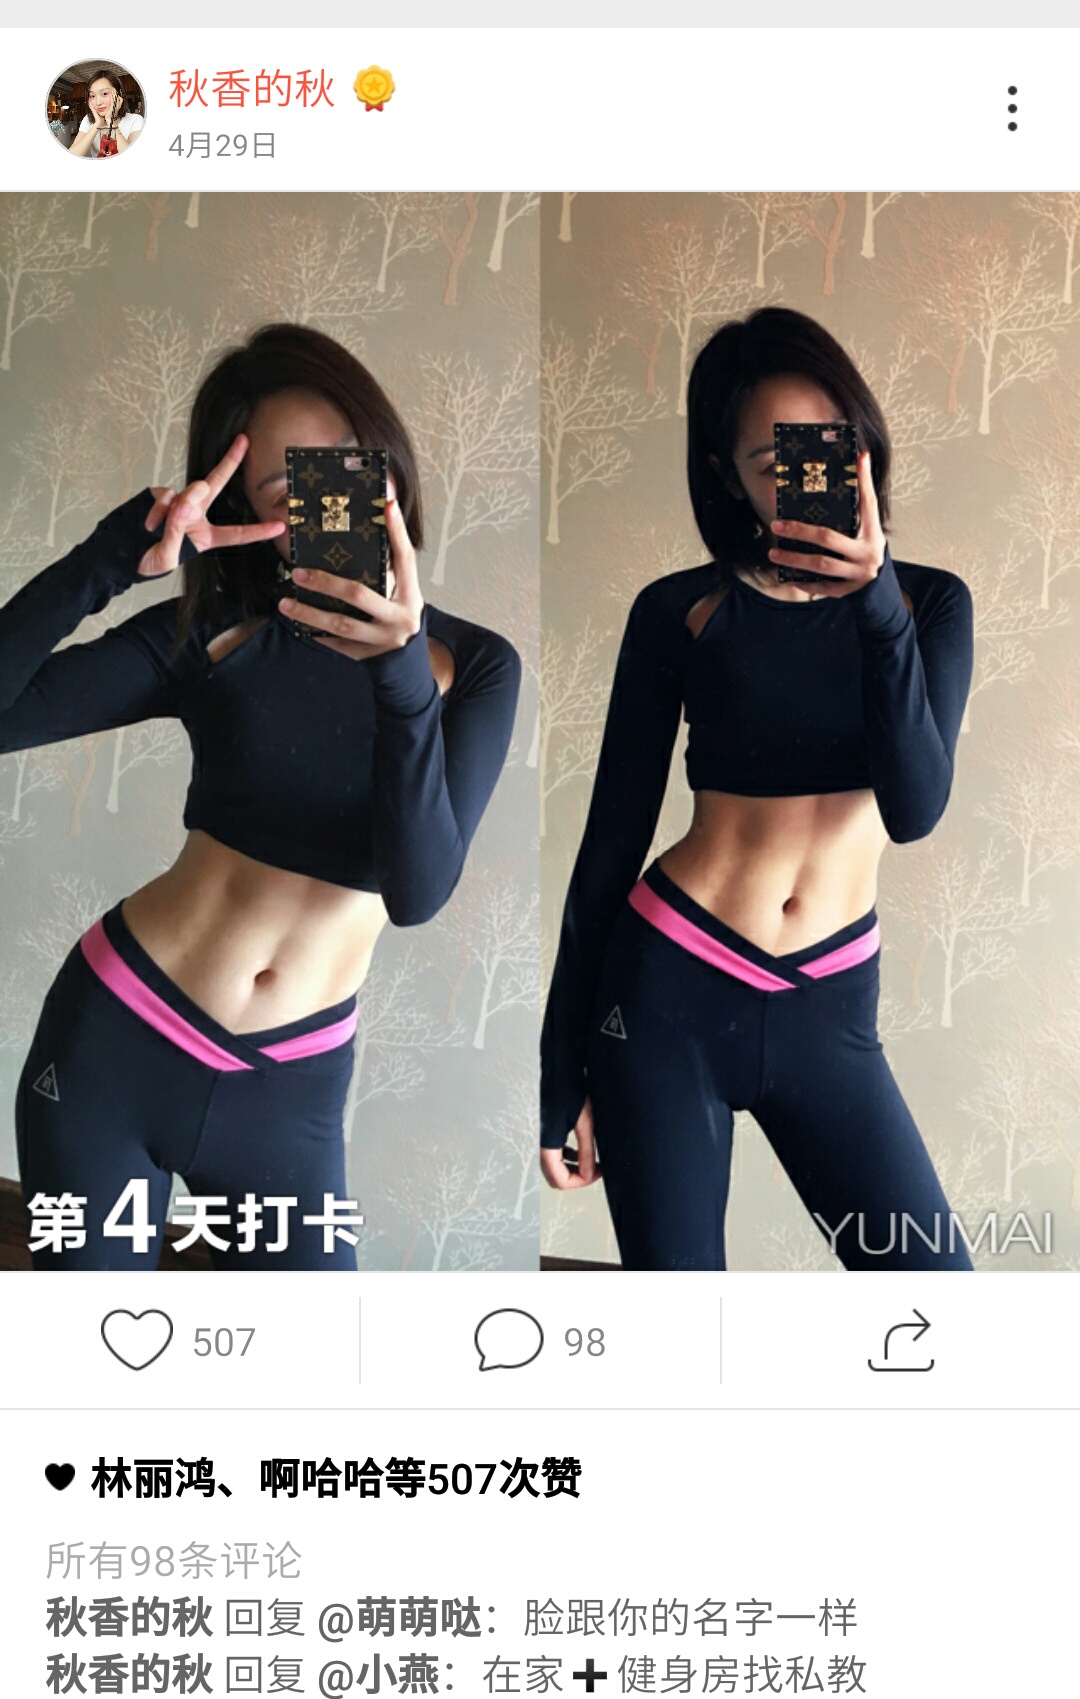 秋香的秋
4月29日
第4天打卡
YUNMAI
507
98
林丽鸿、啊哈哈等507次赞
所有98条评论
秋香的秋 回复 @萌萌哒：脸跟你的名字一样
秋香的秋 回复 @小燕：在家➕健身房找私教